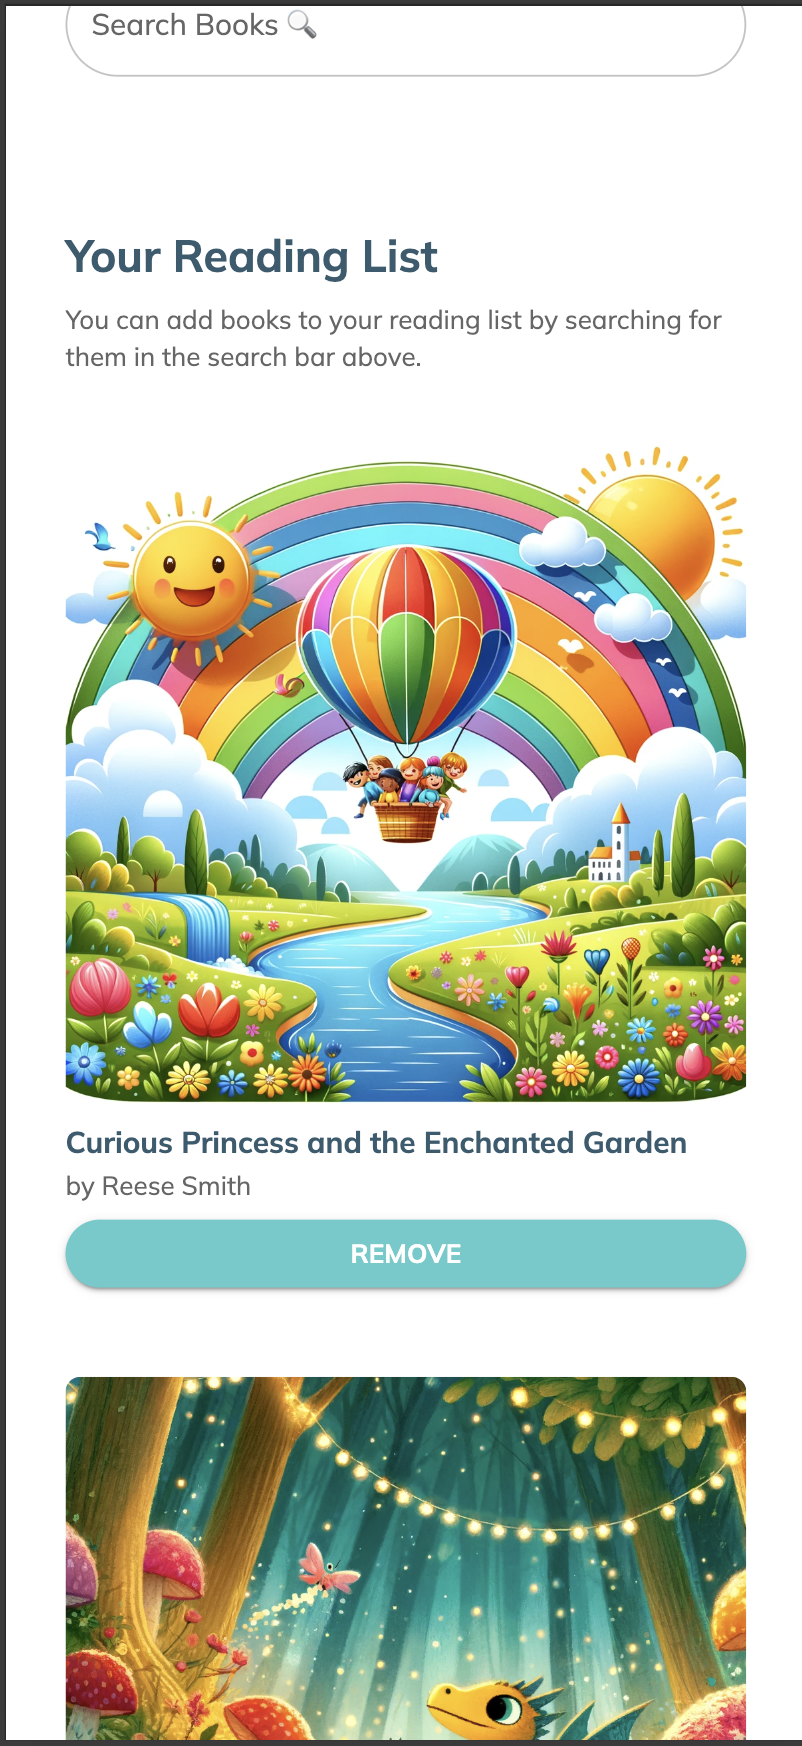 Search Books 🔍
Your Reading List
You can add books to your reading list by searching for
them in the search bar above.
Curious Princess and the Enchanted Garden
by Reese Smith
REMOVE